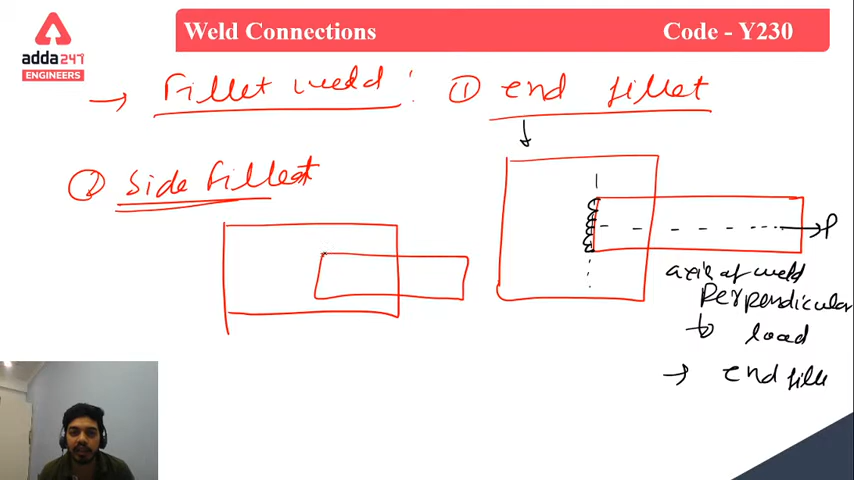 Weld Connections
Code - Y230
adda247
ENGINEERS
→ Fillet weld : ① end fillet
② Side Fillet
P
axis of weld
perpendicular
to load
→ end fille